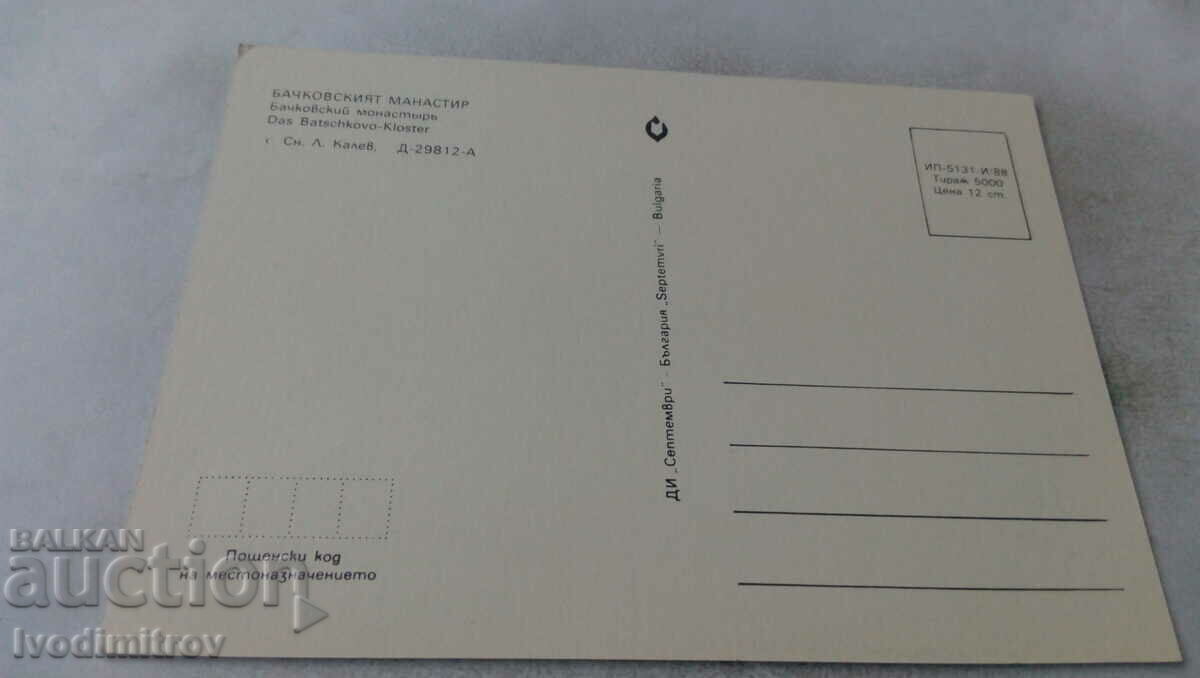 БАЧКОВСКИЯТ МАНАСТИР
Бачковский монастырь
Das Batschkovo-Kloster
Сн. Л. Калев, Д-29812-А
ИП-5131-И/88
Тираж 5000
Цена 12 ст.
ДИ „Септември" - България „Septemvri" — Bulgaria
Пощенски код
на местоназначението
BALKAN
auction
Ivodimitrov